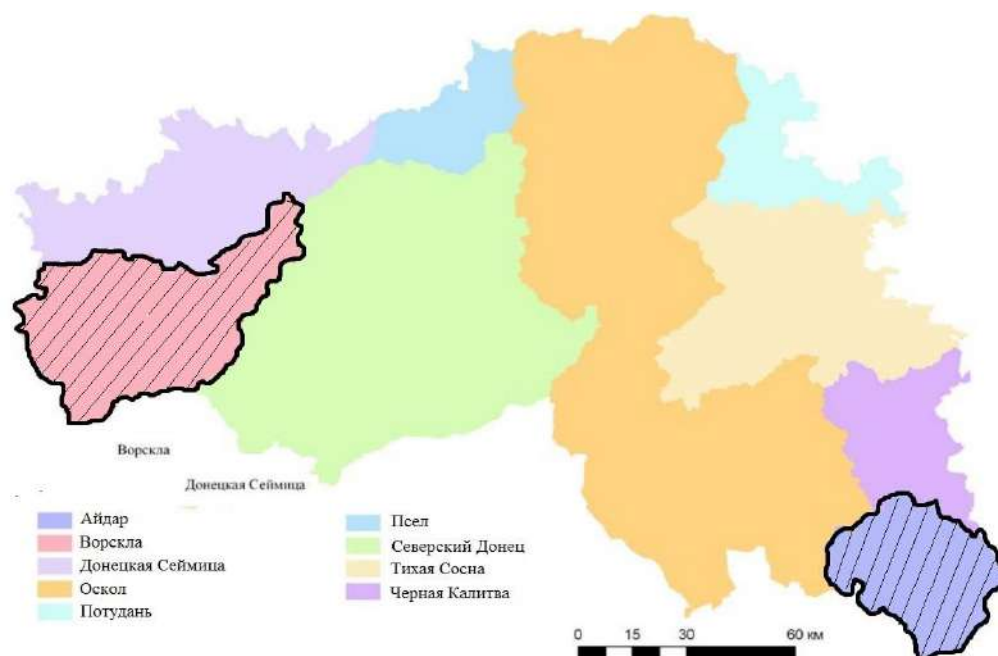 Ворскла
Донецкая Сеймица
Айдар
Ворскла
Донецкая Сеймица
Оскол
Потудань
Псел
Северский Донец
Тихая Сосна
Черная Калитва
0 15 30 60 км